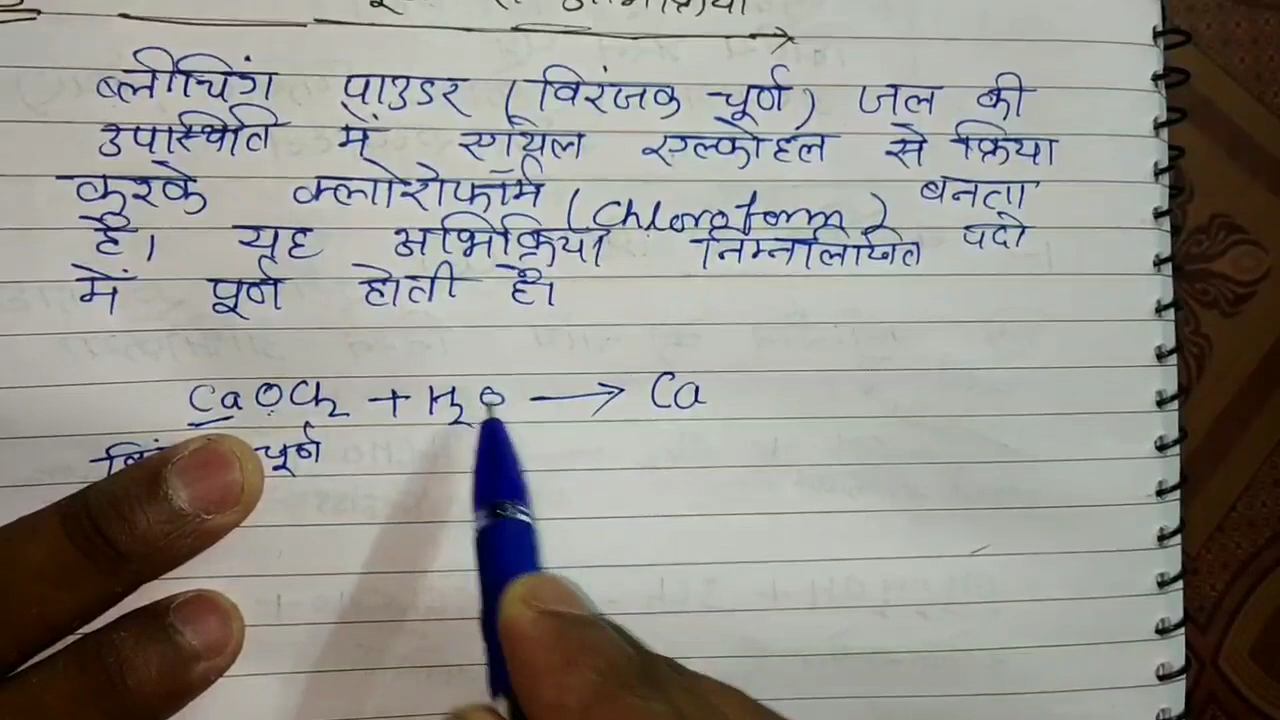 ब्लीचिंग पाउडर (विरंजक चूर्ण) जल की
उपस्थिति में एथिल एल्कोहल से क्रिया
करके क्लोरोफॉर्म (Chloroform) बनता
है। यह अभिक्रिया निम्नलिखित पदो
में पूर्ण होती है।
CaOCl₂ + H₂O → Ca
चूर्ण